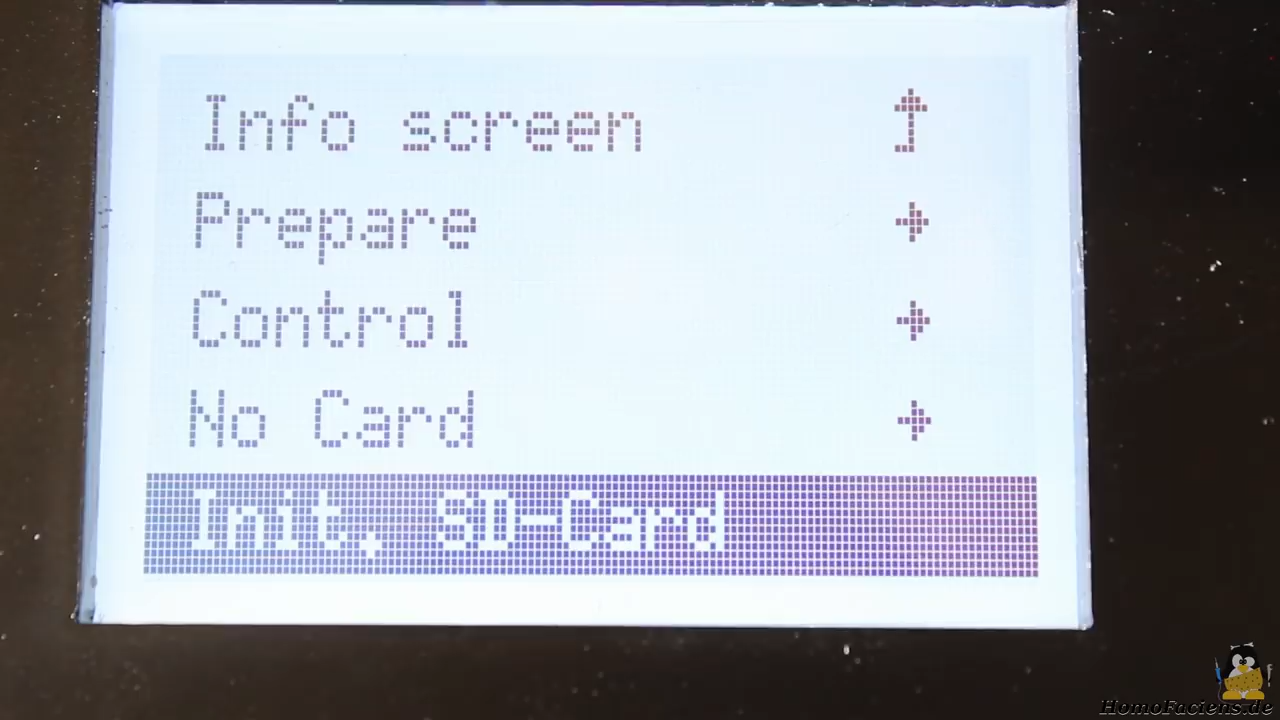 Info screen
Prepare
Control
No Card
Init. SD-Card
HomoFaciens.de